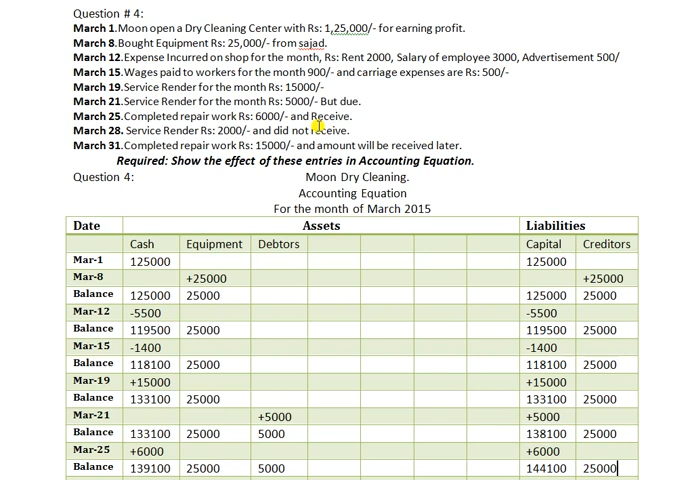 Question # 4:
March 1.Moon open a Dry Cleaning Center with Rs: 1,25,000/- for earning profit.
March 8.Bought Equipment Rs: 25,000/- from sajad.
March 12.Expense Incurred on shop for the month, Rs: Rent 2000, Salary of employee 3000, Advertisement 500/
March 15.Wages paid to workers for the month 900/- and carriage expenses are Rs: 500/-
March 19.Service Render for the month Rs: 15000/-
March 21.Service Render for the month Rs: 5000/- But due.
March 25.Completed repair work Rs: 6000/- and Receive.
March 28. Service Render Rs: 2000/- and did not receive.
March 31.Completed repair work Rs: 15000/- and amount will be received later.
Required: Show the effect of these entries in Accounting Equation.
Question 4: Moon Dry Cleaning.
Accounting Equation
For the month of March 2015
Date Assets Liabilities
Cash Equipment Debtors Capital Creditors
Mar-1 125000 125000
Mar-8 +25000 +25000
Balance 125000 25000 125000 25000
Mar-12 -5500 -5500
Balance 119500 25000 119500 25000
Mar-15 -1400 -1400
Balance 118100 25000 118100 25000
Mar-19 +15000 +15000
Balance 133100 25000 133100 25000
Mar-21 +5000 +5000
Balance 133100 25000 5000 138100 25000
Mar-25 +6000 +6000
Balance 139100 25000 5000 144100 25000